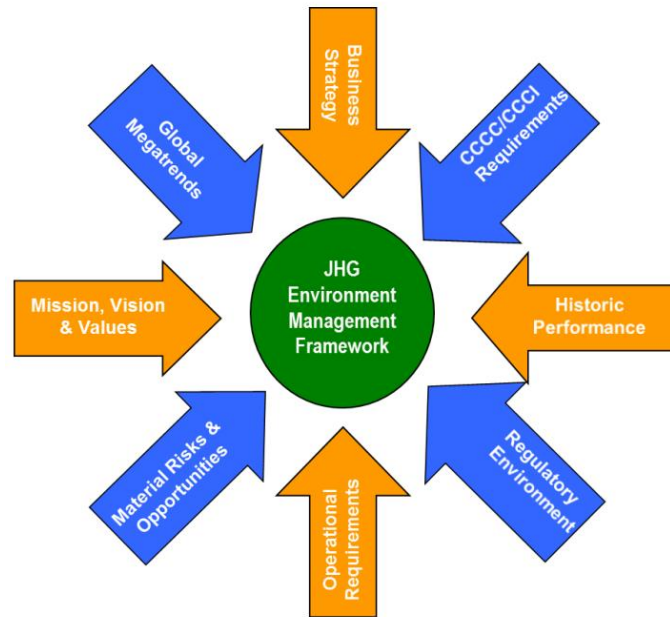 Business
Strategy
CCCC/CCCI
Requirements
Historic
Performance
Regulatory
Environment
Operational
Requirements
Material Risks &
Opportunities
Mission, Vision
& Values
Global
Megatrends
JHG
Environment
Management
Framework